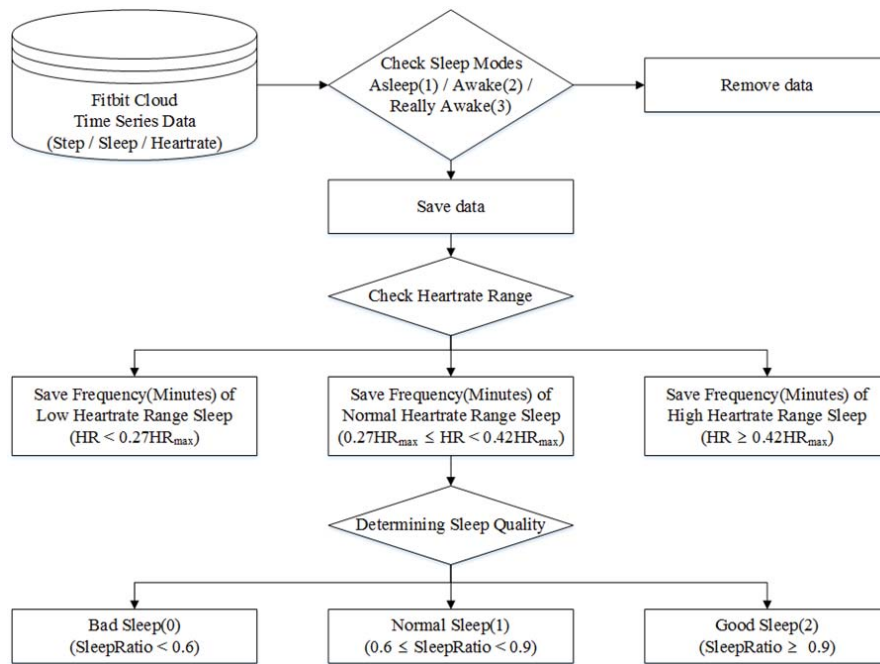 Fitbit Cloud
Time Series Data
(Step / Sleep / Heartrate)
Check Sleep Modes
Asleep(1) / Awake(2) /
Really Awake(3)
Remove data
Save data
Check Heartrate Range
Save Frequency(Minutes) of
Low Heartrate Range Sleep
(HR < 0.27HRmax)
Save Frequency(Minutes) of
Normal Heartrate Range Sleep
(0.27HRmax ≤ HR < 0.42HRmax)
Save Frequency(Minutes) of
High Heartrate Range Sleep
(HR ≥ 0.42HRmax)
Determining Sleep Quality
Bad Sleep(0)
(SleepRatio < 0.6)
Normal Sleep(1)
(0.6 ≤ SleepRatio < 0.9)
Good Sleep(2)
(SleepRatio ≥ 0.9)